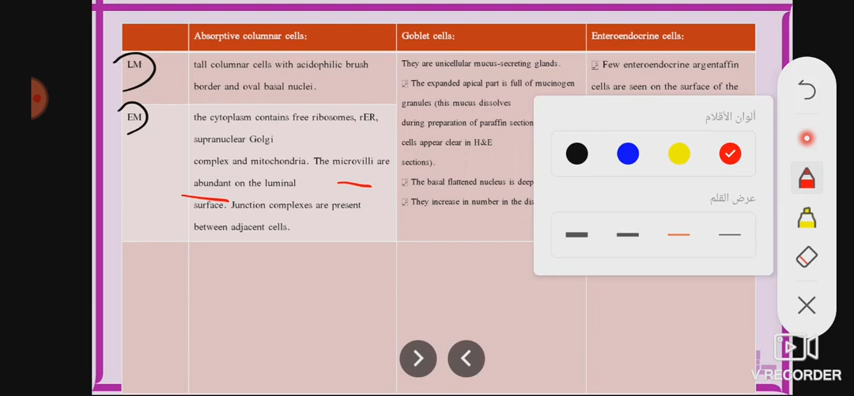 Absorptive columnar cells:
Goblet cells:
Enteroendocrine cells:
LM
tall columnar cells with acidophilic brush
border and oval basal nuclei.
They are unicellular mucus-secreting glands.
The expanded apical part is full of mucinogen
granules (this mucus dissolves
during preparation of paraffin section
cells appear clear in H&E
sections).
The basal flattened nucleus is deep
They increase in number in the dis
Few enteroendocrine argentaffin
cells are seen on the surface of the
EM
the cytoplasm contains free ribosomes, rER,
supranuclear Golgi
complex and mitochondria. The microvilli are
abundant on the luminal
surface. Junction complexes are present
between adjacent cells.
ألوان الأقلام
عرض القلم
V-RECORDER